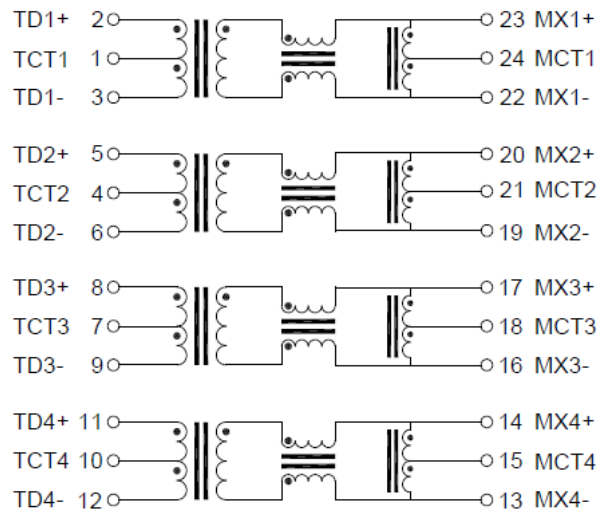 TD1+ 2 23 MX1+
TCT1 1 24 MCT1
TD1- 3 22 MX1-
TD2+ 5 20 MX2+
TCT2 4 21 MCT2
TD2- 6 19 MX2-
TD3+ 8 17 MX3+
TCT3 7 18 MCT3
TD3- 9 16 MX3-
TD4+ 11 14 MX4+
TCT4 10 15 MCT4
TD4- 12 13 MX4-